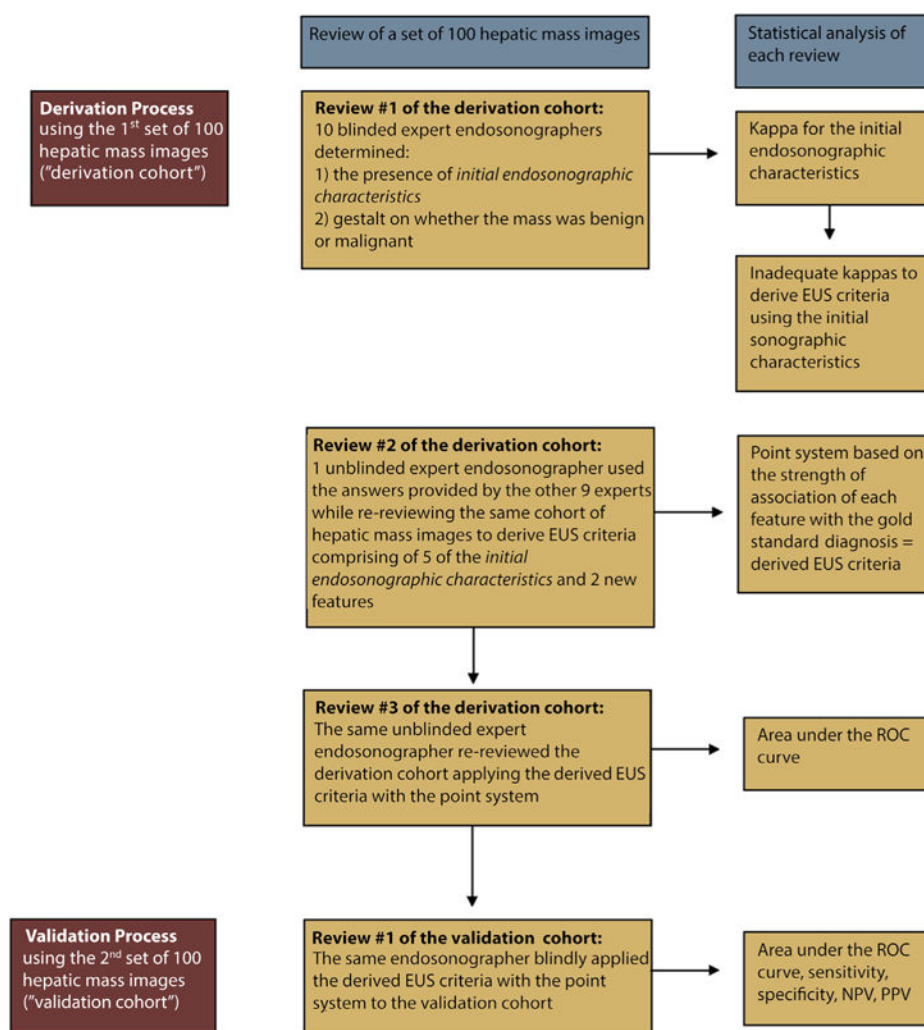 Review of a set of 100 hepatic mass images
Statistical analysis of
each review
Derivation Process
using the 1st set of 100
hepatic mass images
("derivation cohort")
Review #1 of the derivation cohort:
10 blinded expert endosonographers
determined:
1) the presence of initial endosonographic
characteristics
2) gestalt on whether the mass was benign
or malignant
Kappa for the initial
endosonographic
characteristics
Inadequate kappas to
derive EUS criteria
using the initial
sonographic
characteristics
Review #2 of the derivation cohort:
1 unblinded expert endosonographer used
the answers provided by the other 9 experts
while re-reviewing the same cohort of
hepatic mass images to derive EUS criteria
comprising of 5 of the initial
endosonographic characteristics and 2 new
features
Point system based on
the strength of
association of each
feature with the gold
standard diagnosis =
derived EUS criteria
Review #3 of the derivation cohort:
The same unblinded expert
endosonographer re-reviewed the
derivation cohort applying the derived EUS
criteria with the point system
Area under the ROC
curve
Validation Process
using the 2nd set of 100
hepatic mass images
("validation cohort")
Review #1 of the validation cohort:
The same endosonographer blindly applied
the derived EUS criteria with the point
system to the validation cohort
Area under the ROC
curve, sensitivity,
specificity, NPV, PPV